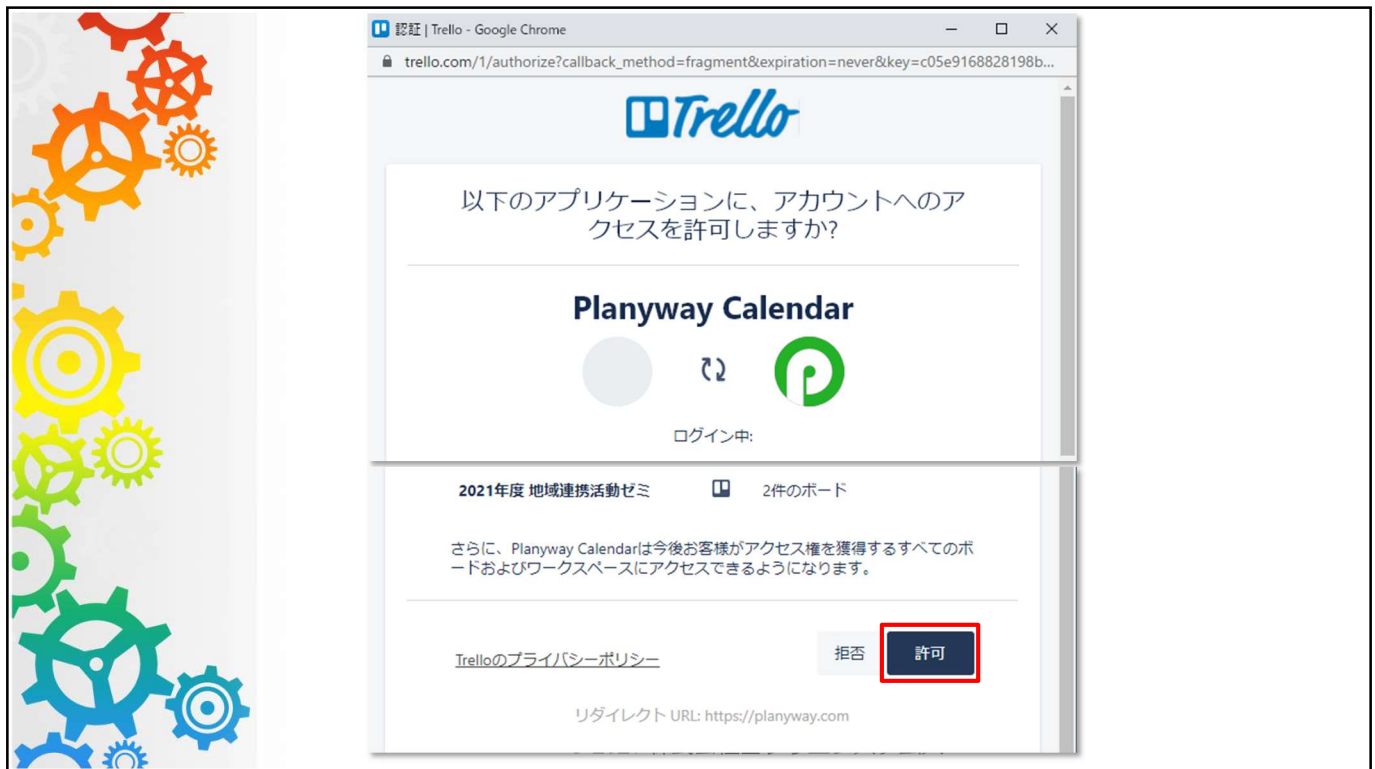 認証 | Trello - Google Chrome
trello.com/1/authorize?callback_method=fragment&expiration=never&key=c05e9168828198b...
Trello
以下のアプリケーションに、アカウントへのア
クセスを許可しますか?
Planyway Calendar
ログイン中:
2021年度 地域連携活動ゼミ 2件のボード
さらに、Planyway Calendarは今後お客様がアクセス権を獲得するすべてのボ
ードおよびワークスペースにアクセスできるようになります。
Trelloのプライバシーポリシー 拒否 許可
リダイレクト URL: https://planyway.com